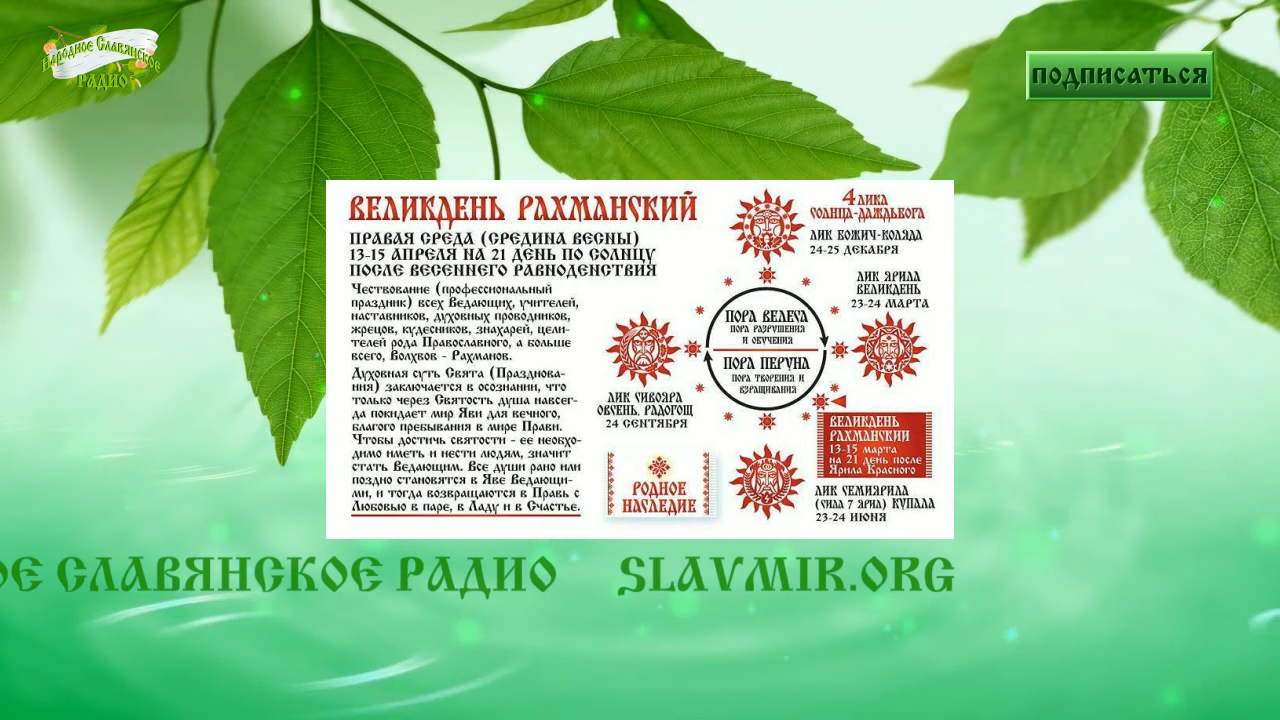 Народное Славянское
Радио
ПОДПИСАТЬСЯ
ВЕЛИКДЕНЬ РАХМАНСКИЙ
ПРАВАЯ СРЕДА (СРЕДИНА ВЕСНЫ)
13-15 АПРЕЛЯ НА 21 ДЕНЬ ПО СОЛНЦУ
ПОСЛЕ ВЕСЕННЕГО РАВНОДЕНСТВИЯ
Чествование (профессиональный
праздник) всех Ведающих, учителей,
наставников, духовных проводников,
жрецов, кудесников, знахарей, цели-
телей рода Православного, а больше
всего, Волхвов - Рахманов.
Духовная суть Свята (Празднова-
ния) заключается в осознании, что
только через Святость душа навсег-
да покидает мир Яви для вечного,
благого пребывания в мире Прави.
Чтобы достичь святости - ее необхо-
димо иметь и нести людям, значит
стать Ведающим. Все души рано или
поздно становятся в Яве Ведающи-
ми, и тогда возвращаются в Правь с
Любовью в паре, в Ладу и в Счастье.
4 ЛИКА
СОЛНЦА-ДАЖДЬБОГА
ЛИК БОЖИЧ-КОЛЯДА
24-25 ДЕКАБРЯ
ЛИК ЯРИЛА
ВЕЛИКДЕНЬ
23-24 МАРТА
ПОРА ВЕЛЕСА
ПОРА РАЗРУШЕНИЯ
И ОБУЧЕНИЯ
ПОРА ПЕРУНА
ПОРА ТВОРЕНИЯ И
ВЗРАЩИВАНИЯ
ЛИК СИВОЯРА
ОВСЕНЬ, РАДОГОЩ
24 СЕНТЯБРЯ
ВЕЛИКДЕНЬ
РАХМАНСКИЙ
13-15 марта
на 21 день после
Ярила Красного
РОДНОЕ
НАСЛЕДИЕ
ЛИК СЕМИЯРИЛА
(СИЛА 7 ЯРИЛ) КУПАЛА
23-24 ИЮНЯ
ОЕ СЛАВЯНСКОЕ РАДИО SLAVMIR.ORG